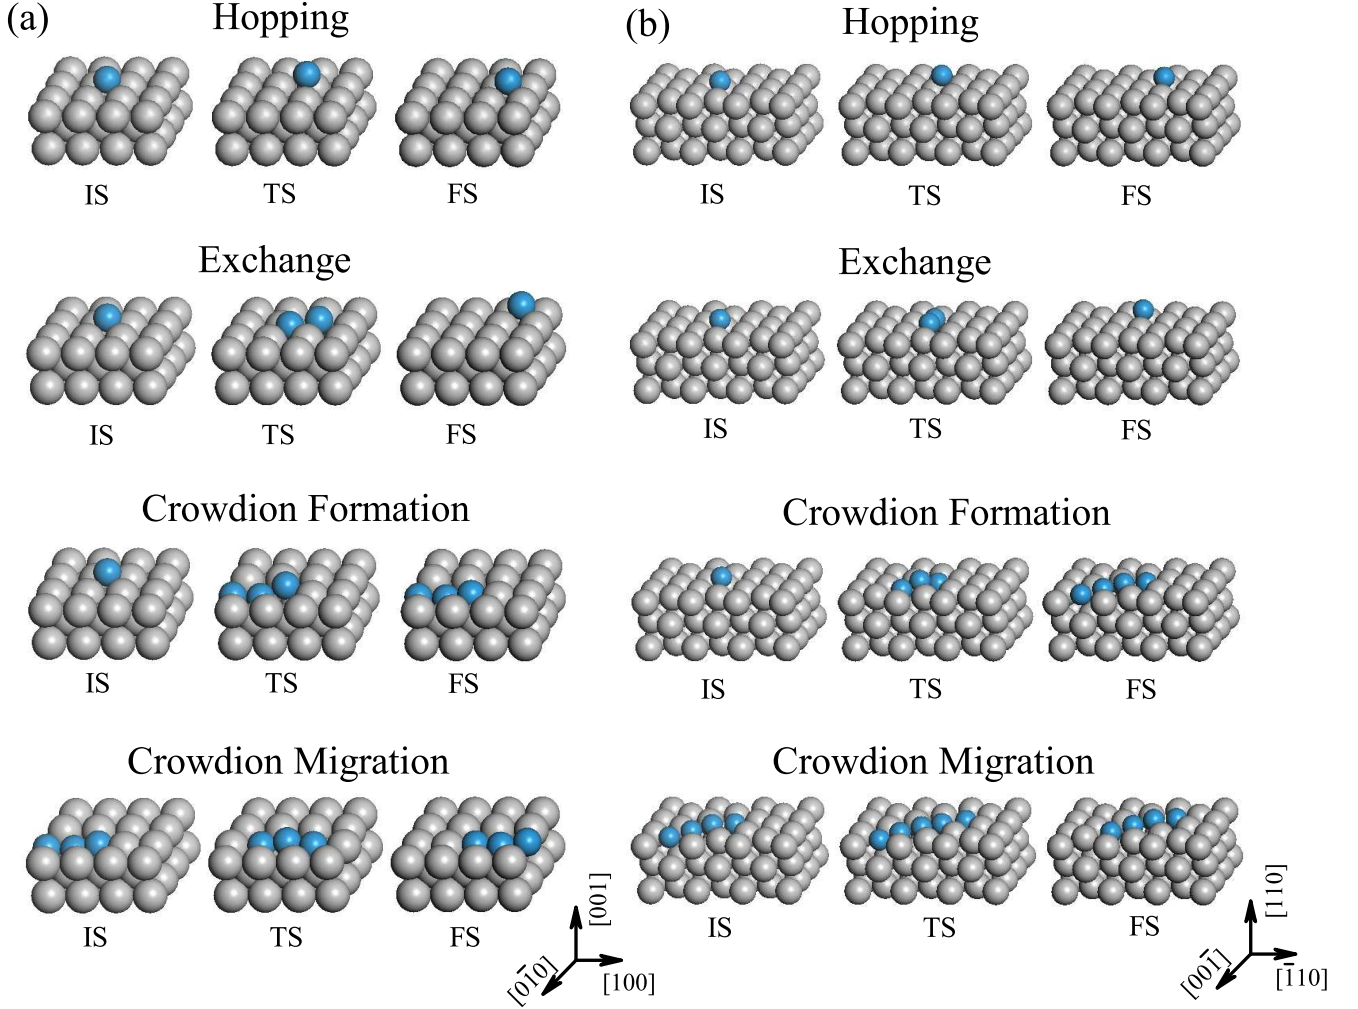 (a)
Hopping
IS
TS
FS
Exchange
IS
TS
FS
Crowdion Formation
IS
TS
FS
Crowdion Migration
IS
TS
FS
[001]
[01̅0]
[100]
(b)
Hopping
IS
TS
FS
Exchange
IS
TS
FS
Crowdion Formation
IS
TS
FS
Crowdion Migration
IS
TS
FS
[110]
[001̅]
[1̅10]